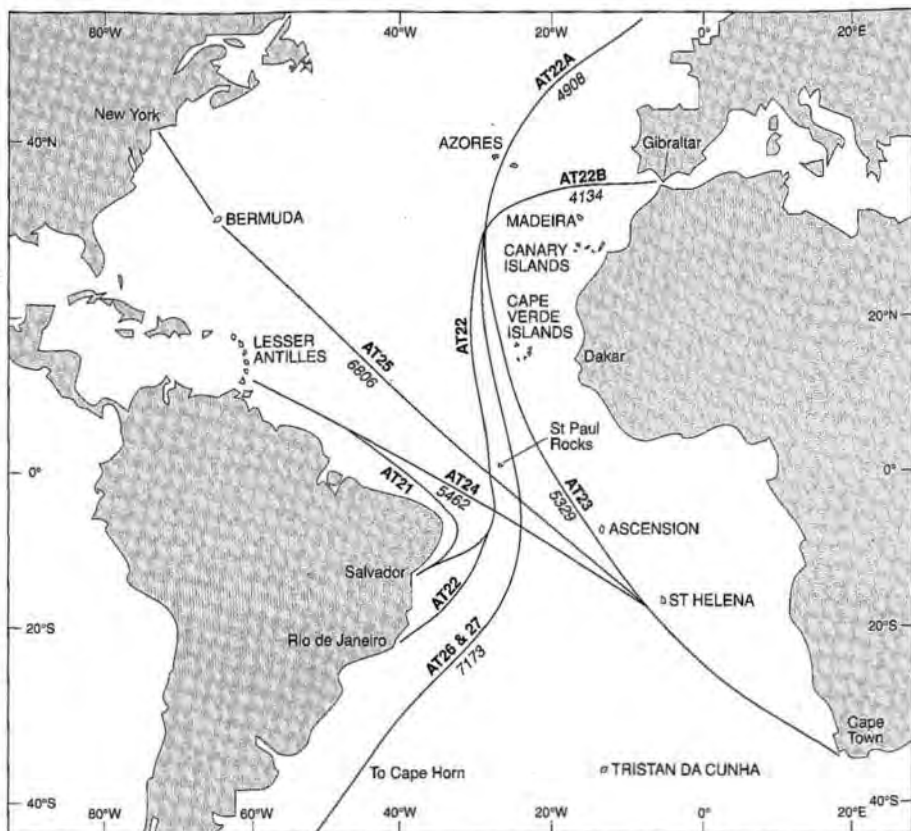 80°W
40°W
20°W
0°
20°E
New York
AT22A
4908
40°N
AZORES
Gibraltar
AT22B
4134
BERMUDA
MADEIRA
CANARY
ISLANDS
LESSER
ANTILLES
AT25
6806
AT22
CAPE
VERDE
ISLANDS
20°N
Dakar
St Paul
Rocks
0°
0°
AT21
AT24
5462
AT23
5329
ASCENSION
Salvador
AT22
ST HELENA
20°S
20°S
Rio de Janeiro
AT26 & 27
7173
Cape
Town
To Cape Horn
TRISTAN DA CUNHA
40°S
40°S
80°W
60°W
40°W
20°W
0°
20°E